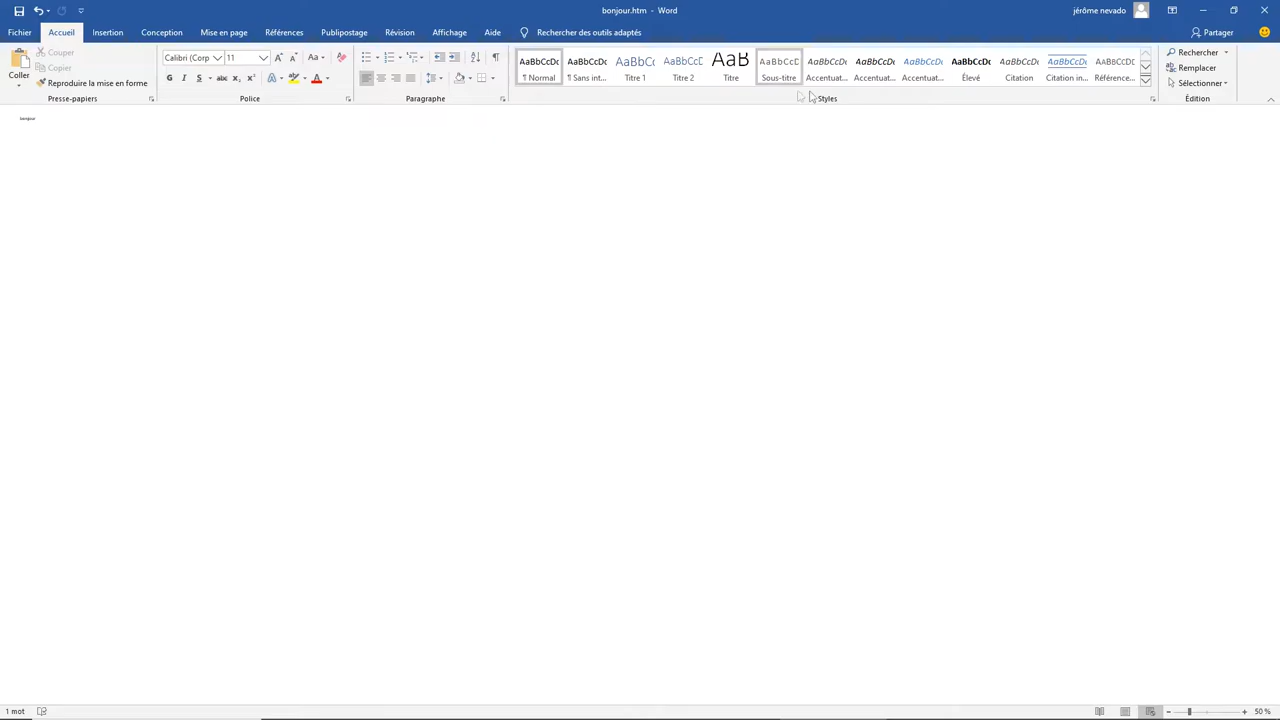 bonjour.htm - Word
jérôme nevado
Fichier Accueil Insertion Conception Mise en page Références Publipostage Révision Affichage Aide Rechercher des outils adaptés Partager
Coller
Couper
Copier
Reproduire la mise en forme
Presse-papiers
Calibri (Corp 11
Police
Paragraphe
AaBbCcDc AaBbCcDc AaBbCc AaBbCcC AaB AaBbCcD AaBbCcDc AaBbCcDc AaBbCcDc AaBbCcDc AaBbCcDc AaBbCcDc AABBCCDC
¶ Normal ¶ Sans int... Titre 1 Titre 2 Titre Sous-titre Accentuat... Accentuat... Accentuat... Élevé Citation Citation in... Référence...
Styles
Rechercher
Remplacer
Sélectionner
Édition
bonjour
1 mot
50 %